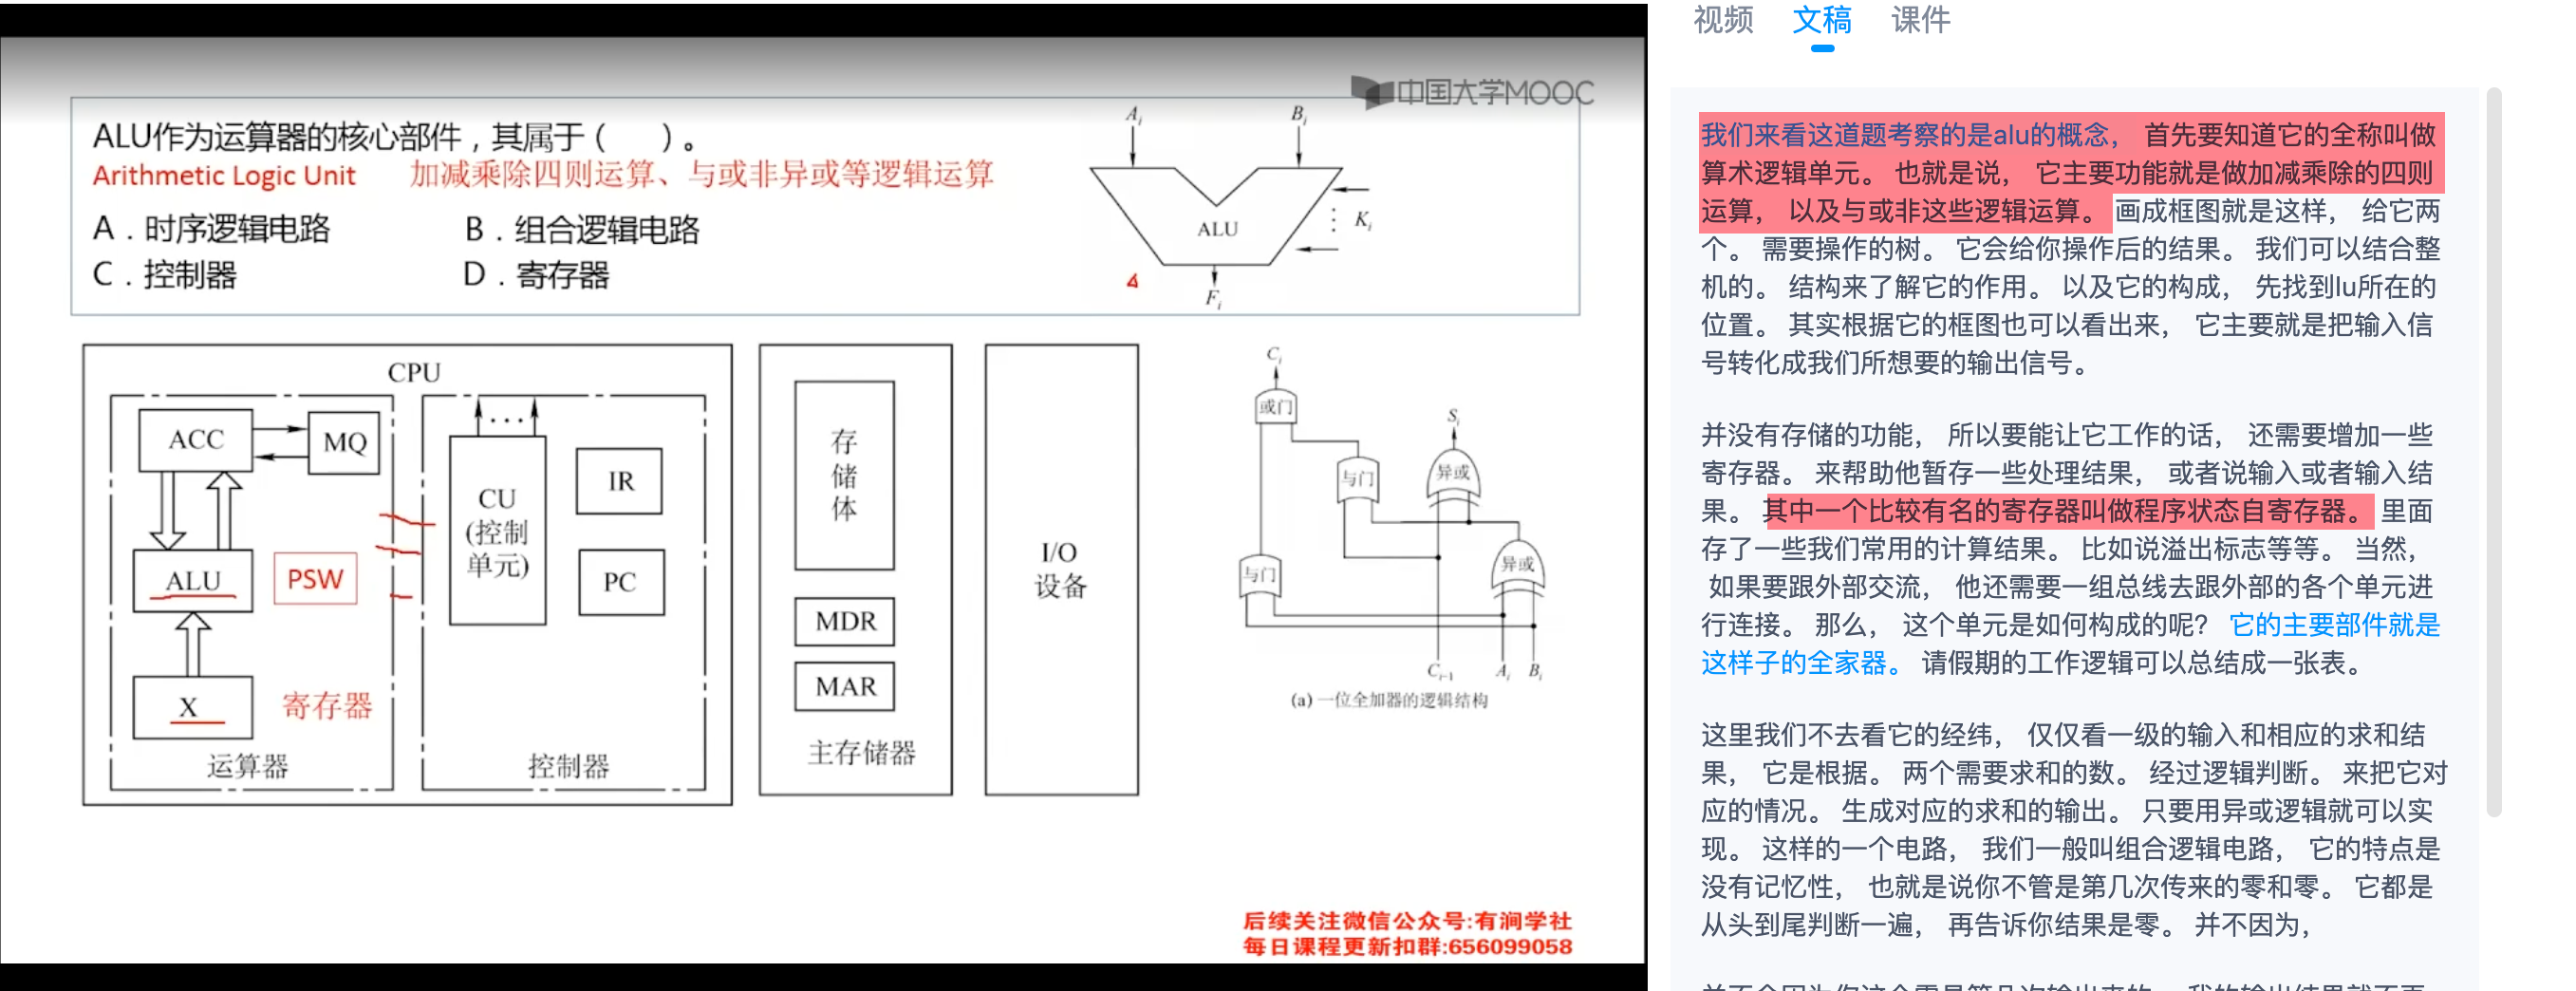 中国大学MOOC
ALU作为运算器的核心部件，其属于（　　）。
Arithmetic Logic Unit 加减乘除四则运算、与或非异或等逻辑运算
A．时序逻辑电路 B．组合逻辑电路
C．控制器 D．寄存器
Ai Bi
ALU
Ki
Fi
CPU
ACC
MQ
ALU
PSW
X
寄存器
运算器
CU
(控制
单元)
IR
PC
控制器
存
储
体
MDR
MAR
主存储器
I/O
设备
Ci
或门
Si
与门
异或
与门
异或
Ci-1 Ai Bi
(a) 一位全加器的逻辑结构
后续关注微信公众号:有涧学社
每日课程更新扣群:656099058
视频 文稿 课件
我们来看这道题考察的是alu的概念， 首先要知道它的全称叫做
算术逻辑单元。 也就是说， 它主要功能就是做加减乘除的四则
运算， 以及与或非这些逻辑运算。 画成框图就是这样， 给它两
个。 需要操作的树。 它会给你操作后的结果。 我们可以结合整
机的。 结构来了解它的作用。 以及它的构成， 先找到lu所在的
位置。 其实根据它的框图也可以看出来， 它主要就是把输入信
号转化成我们所想要的输出信号。
并没有存储的功能， 所以要能让它工作的话， 还需要增加一些
寄存器。 来帮助他暂存一些处理结果， 或者说输入或者输入结
果。 其中一个比较有名的寄存器叫做程序状态自寄存器。 里面
存了一些我们常用的计算结果。 比如说溢出标志等等。 当然，
如果要跟外部交流， 他还需要一组总线去跟外部的各个单元进
行连接。 那么， 这个单元是如何构成的呢？ 它的主要部件就是
这样子的全家器。 请假期的工作逻辑可以总结成一张表。
这里我们不去看它的经纬， 仅仅看一级的输入和相应的求和结
果， 它是根据。 两个需要求和的数。 经过逻辑判断。 来把它对
应的情况。 生成对应的求和的输出。 只要用异或逻辑就可以实
现。 这样的一个电路， 我们一般叫组合逻辑电路， 它的特点是
没有记忆性， 也就是说你不管是第几次传来的零和零。 它都是
从头到尾判断一遍， 再告诉你结果是零。 并不因为，